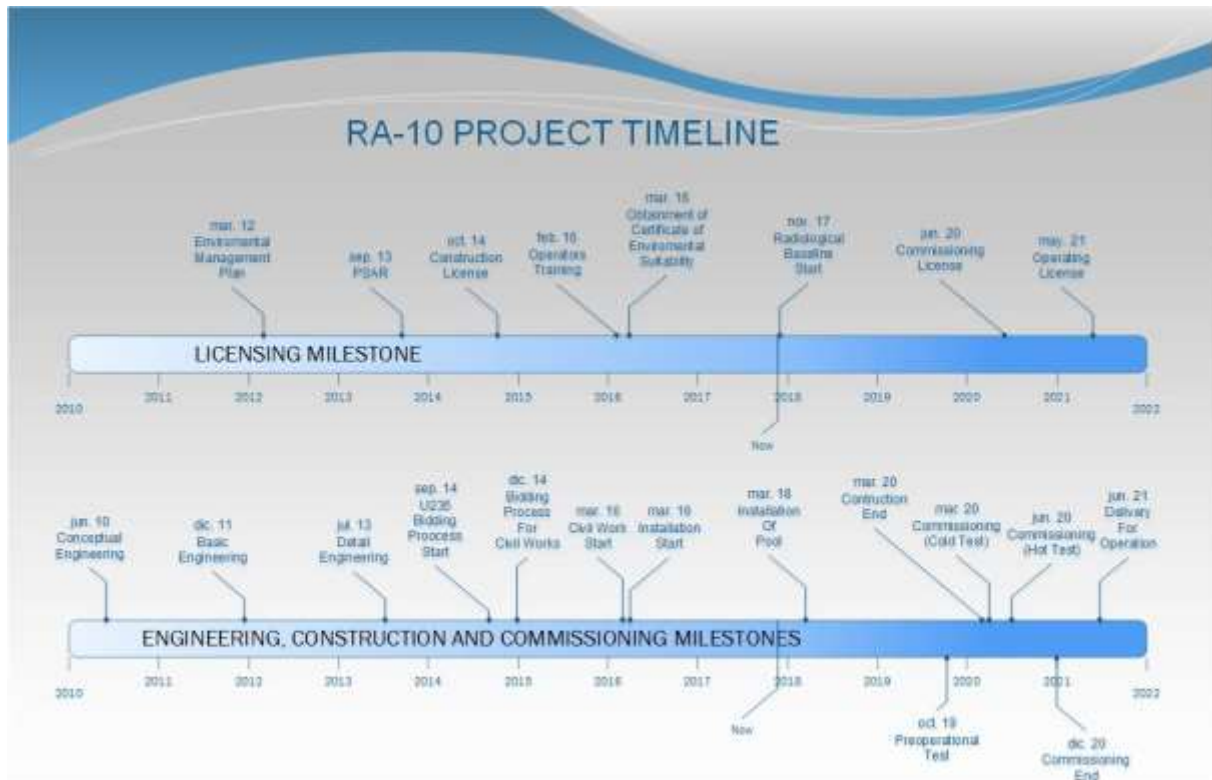 RA-10 PROJECT TIMELINE
mar. 12
Enviromental
Management
Plan
sep. 13
PSAR
oct. 14
Construction
License
feb. 16
Operators
Training
mar. 16
Obtainment of
Certificate of
Enviromental
Suitability
nov. 17
Radiological
Baseline
Start
jun. 20
Commissioning
License
may. 21
Operating
License
LICENSING MILESTONE
2010
2011
2012
2013
2014
2015
2016
2017
2018
2019
2020
2021
2022
Now
jun. 10
Conceptual
Engineering
dic. 11
Basic
Engineering
jul. 13
Detail
Engineering
sep. 14
UI235
Bidding
Proocess
Start
dic. 14
Bidding
Process
For
Civil Works
mar. 16
Civil Work
Start
mar. 16
Installation
Start
mar. 18
Installation
Of
Pool
mar. 20
Contruction
End
mar. 20
Commissioning
(Cold Test)
jun. 20
Commissioning
(Hot Test)
jun. 21
Delivery
For
Operation
ENGINEERING, CONSTRUCTION AND COMMISSIONING MILESTONES
2010
2011
2012
2013
2014
2015
2016
2017
2018
2019
2020
2021
2022
Now
oct. 19
Preoperational
Test
dic. 20
Commissioning
End